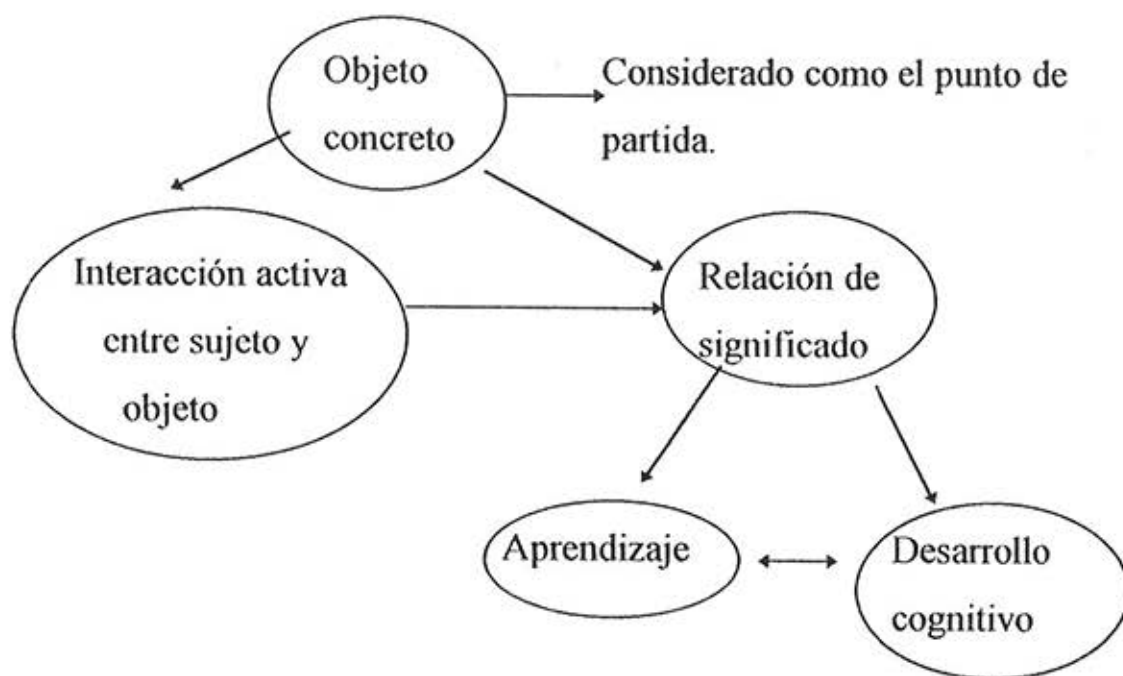 Objeto
concreto
Considerado como el punto de
partida.
Interacción activa
entre sujeto y
objeto
Relación de
significado
Aprendizaje
Desarrollo
cognitivo